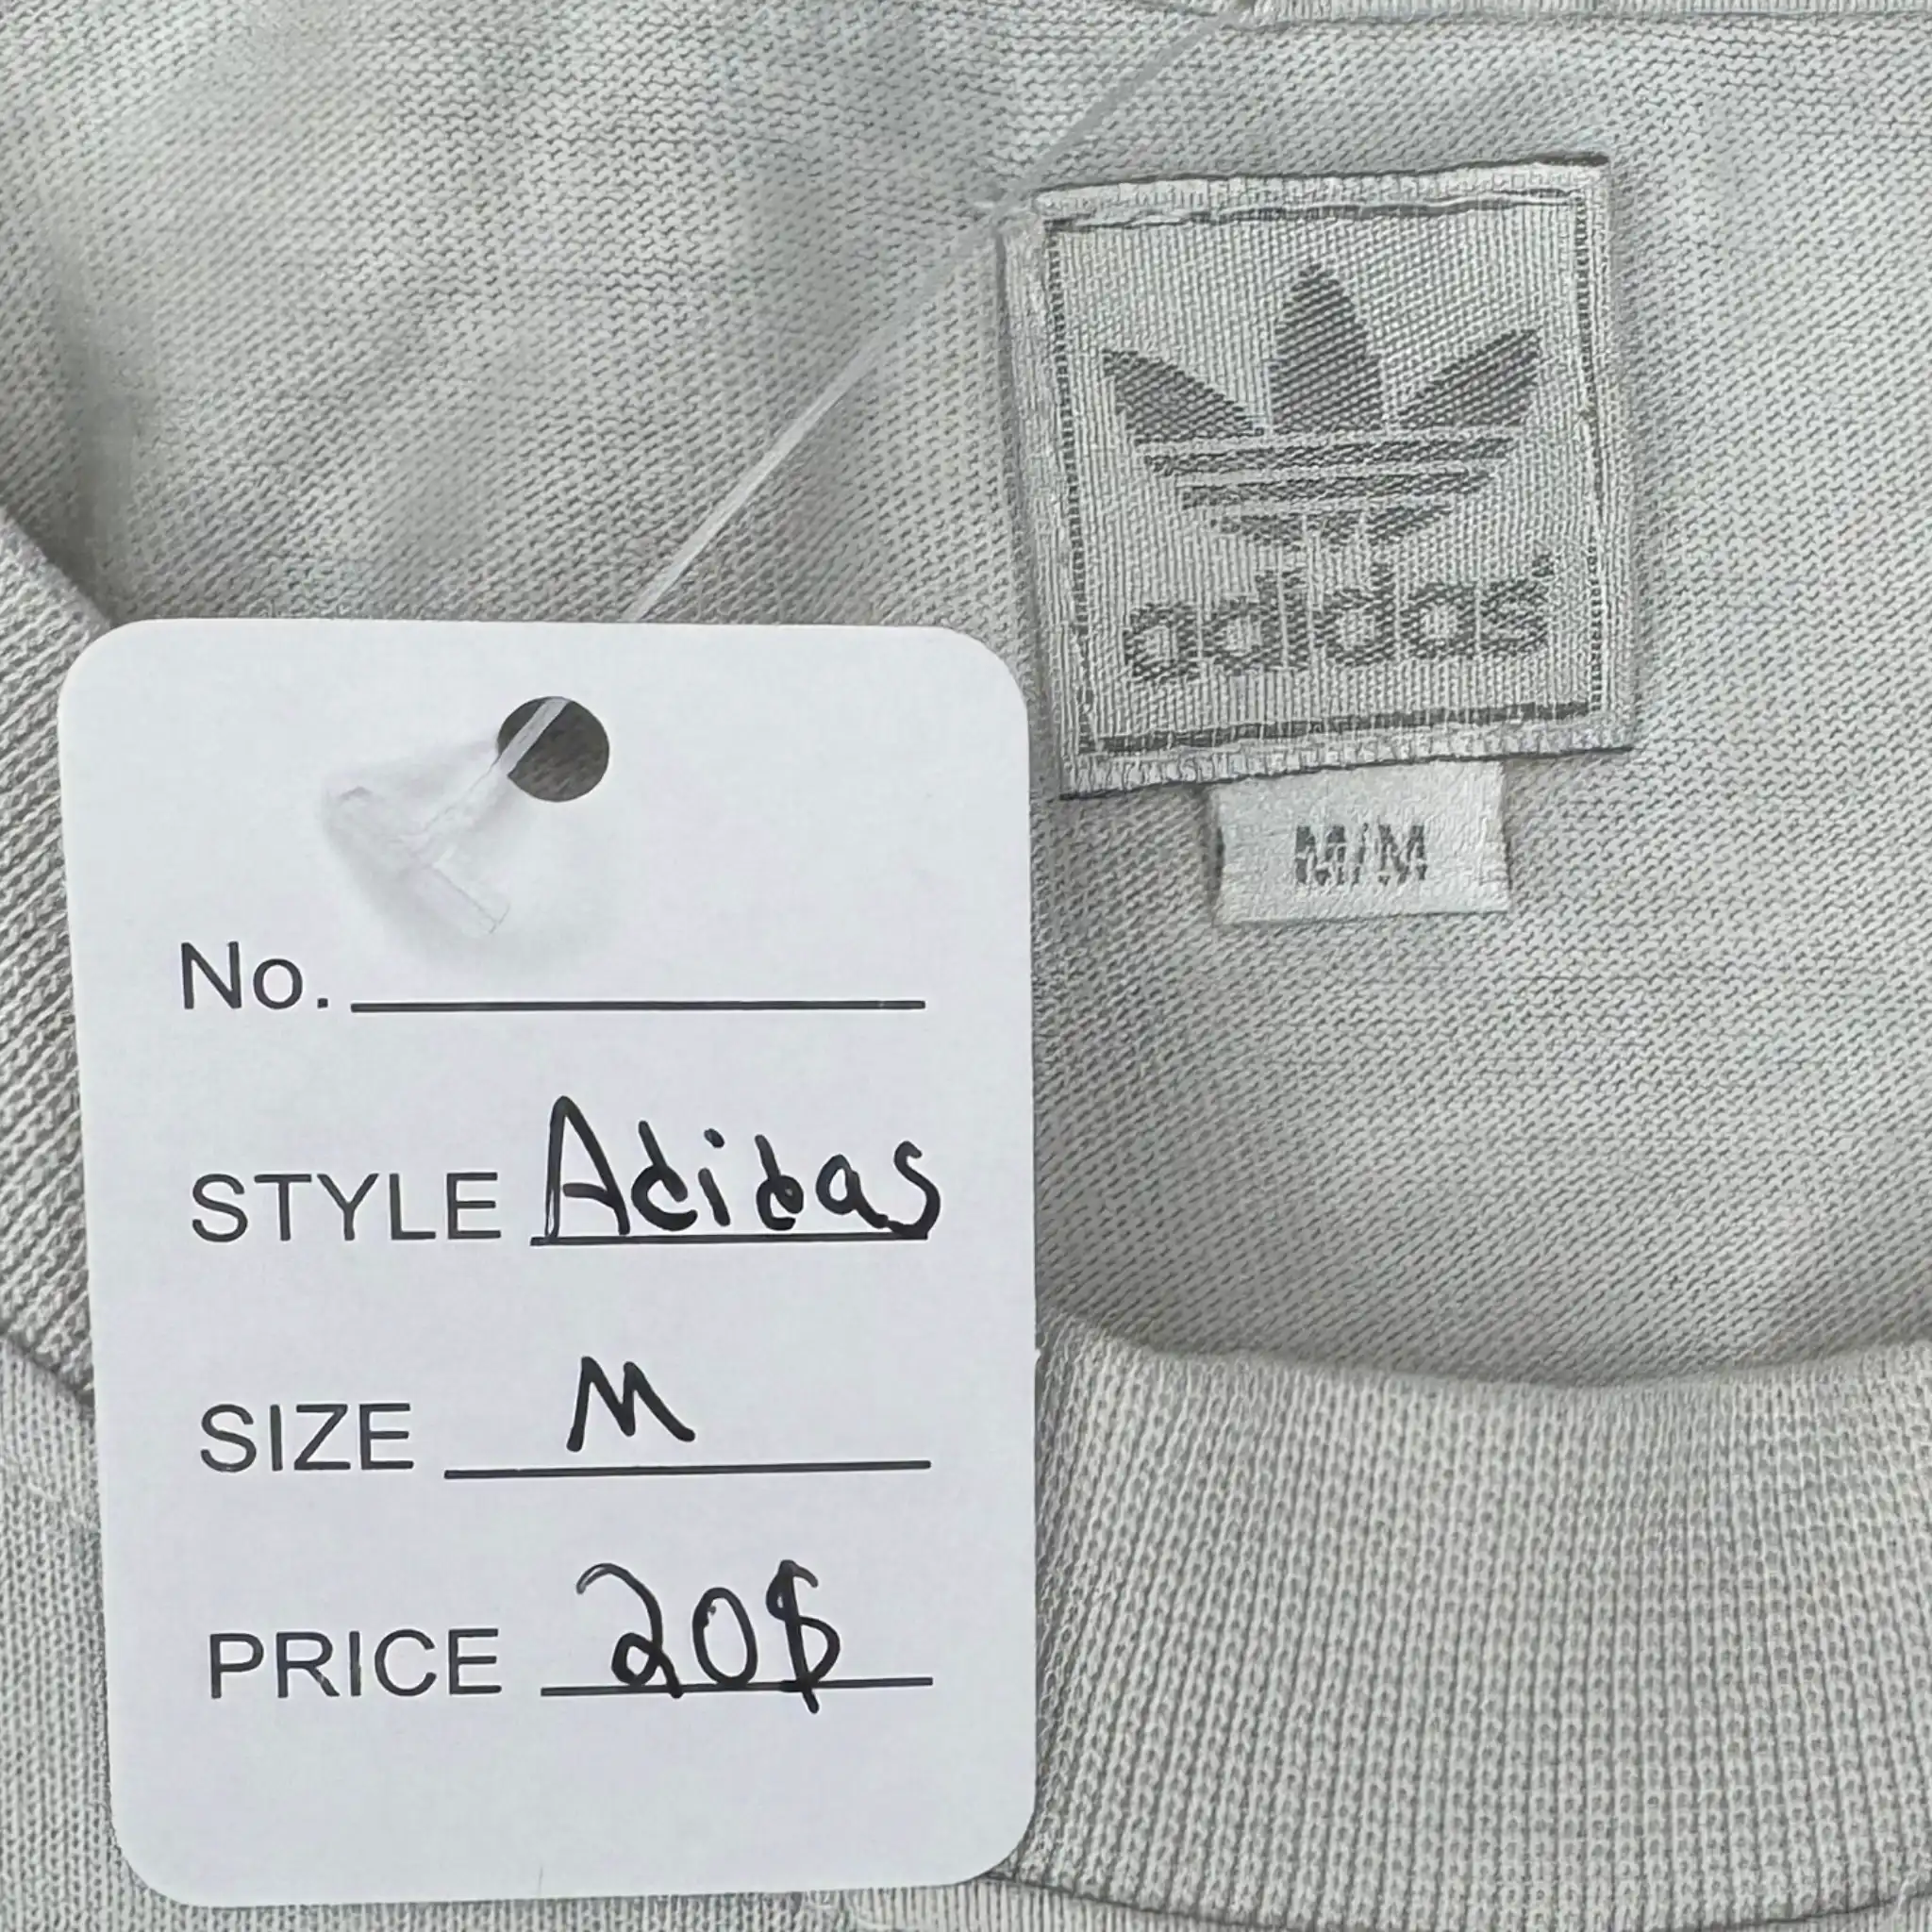 adidas
M/M
No.
STYLE Adidas
SIZE M
PRICE 20$